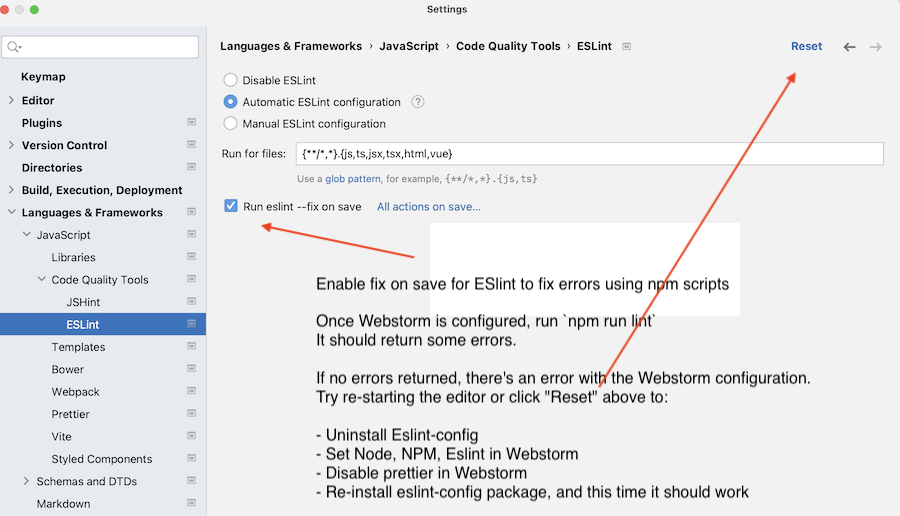 Settings
Keymap
Editor
Plugins
Version Control
Directories
Build, Execution, Deployment
Languages & Frameworks
JavaScript
Libraries
Code Quality Tools
JSHint
ESLint
Templates
Bower
Webpack
Prettier
Vite
Styled Components
Schemas and DTDs
Markdown
Languages & Frameworks › JavaScript › Code Quality Tools › ESLint
Reset
Disable ESLint
Automatic ESLint configuration ?
Manual ESLint configuration
Run for files: {**/*,*}.{js,ts,jsx,tsx,html,vue}
Use a glob pattern, for example, {**/*,*}.{js,ts}
Run eslint --fix on save All actions on save...
Enable fix on save for ESlint to fix errors using npm scripts
Once Webstorm is configured, run `npm run lint`
It should return some errors.
If no errors returned, there's an error with the Webstorm configuration.
Try re-starting the editor or click "Reset" above to:
- Uninstall Eslint-config
- Set Node, NPM, Eslint in Webstorm
- Disable prettier in Webstorm
- Re-install eslint-config package, and this time it should work